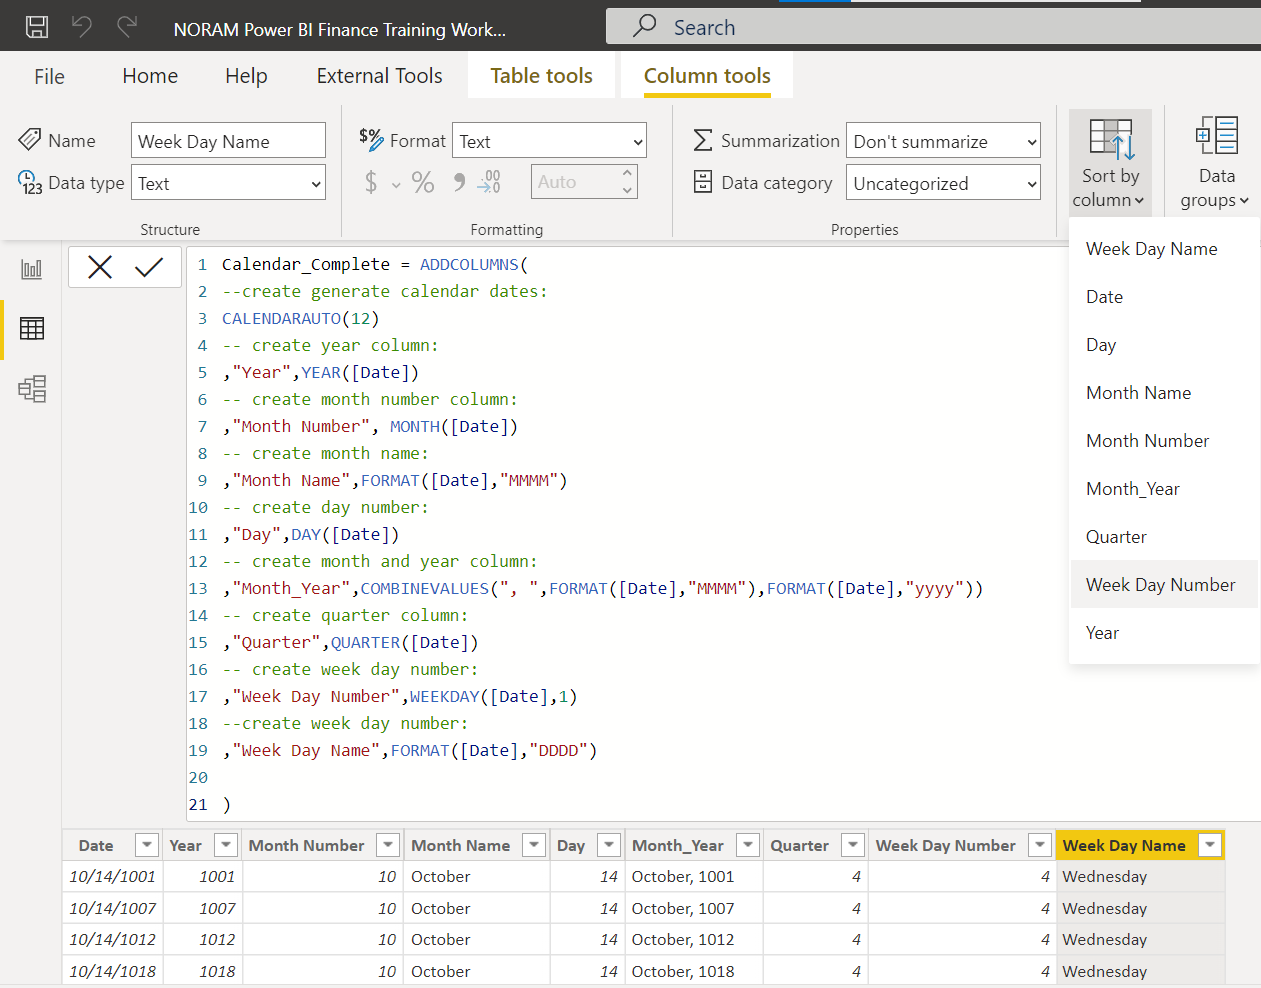 NORAM Power BI Finance Training Work...
Search
File Home Help External Tools Table tools Column tools
Name Week Day Name
Data type Text
Structure
$% Format Text
$ % 9 .00 Auto
Formatting
Summarization Don't summarize
Data category Uncategorized
Properties
Sort by column
Data groups
Week Day Name
Date
Day
Month Name
Month Number
Month_Year
Quarter
Week Day Number
Year
1 Calendar_Complete = ADDCOLUMNS(
2 --create generate calendar dates:
3 CALENDARAUTO(12)
4 -- create year column:
5 ,"Year",YEAR([Date])
6 -- create month number column:
7 ,"Month Number", MONTH([Date])
8 -- create month name:
9 ,"Month Name",FORMAT([Date],"MMMM")
10 -- create day number:
11 ,"Day",DAY([Date])
12 -- create month and year column:
13 ,"Month_Year",COMBINEVALUES(", ",FORMAT([Date],"MMMM"),FORMAT([Date],"yyyy"))
14 -- create quarter column:
15 ,"Quarter",QUARTER([Date])
16 -- create week day number:
17 ,"Week Day Number",WEEKDAY([Date],1)
18 --create week day number:
19 ,"Week Day Name",FORMAT([Date],"DDDD")
20
21 )
Date Year Month Number Month Name Day Month_Year Quarter Week Day Number Week Day Name
10/14/1001 1001 10 October 14 October, 1001 4 4 Wednesday
10/14/1007 1007 10 October 14 October, 1007 4 4 Wednesday
10/14/1012 1012 10 October 14 October, 1012 4 4 Wednesday
10/14/1018 1018 10 October 14 October, 1018 4 4 Wednesday